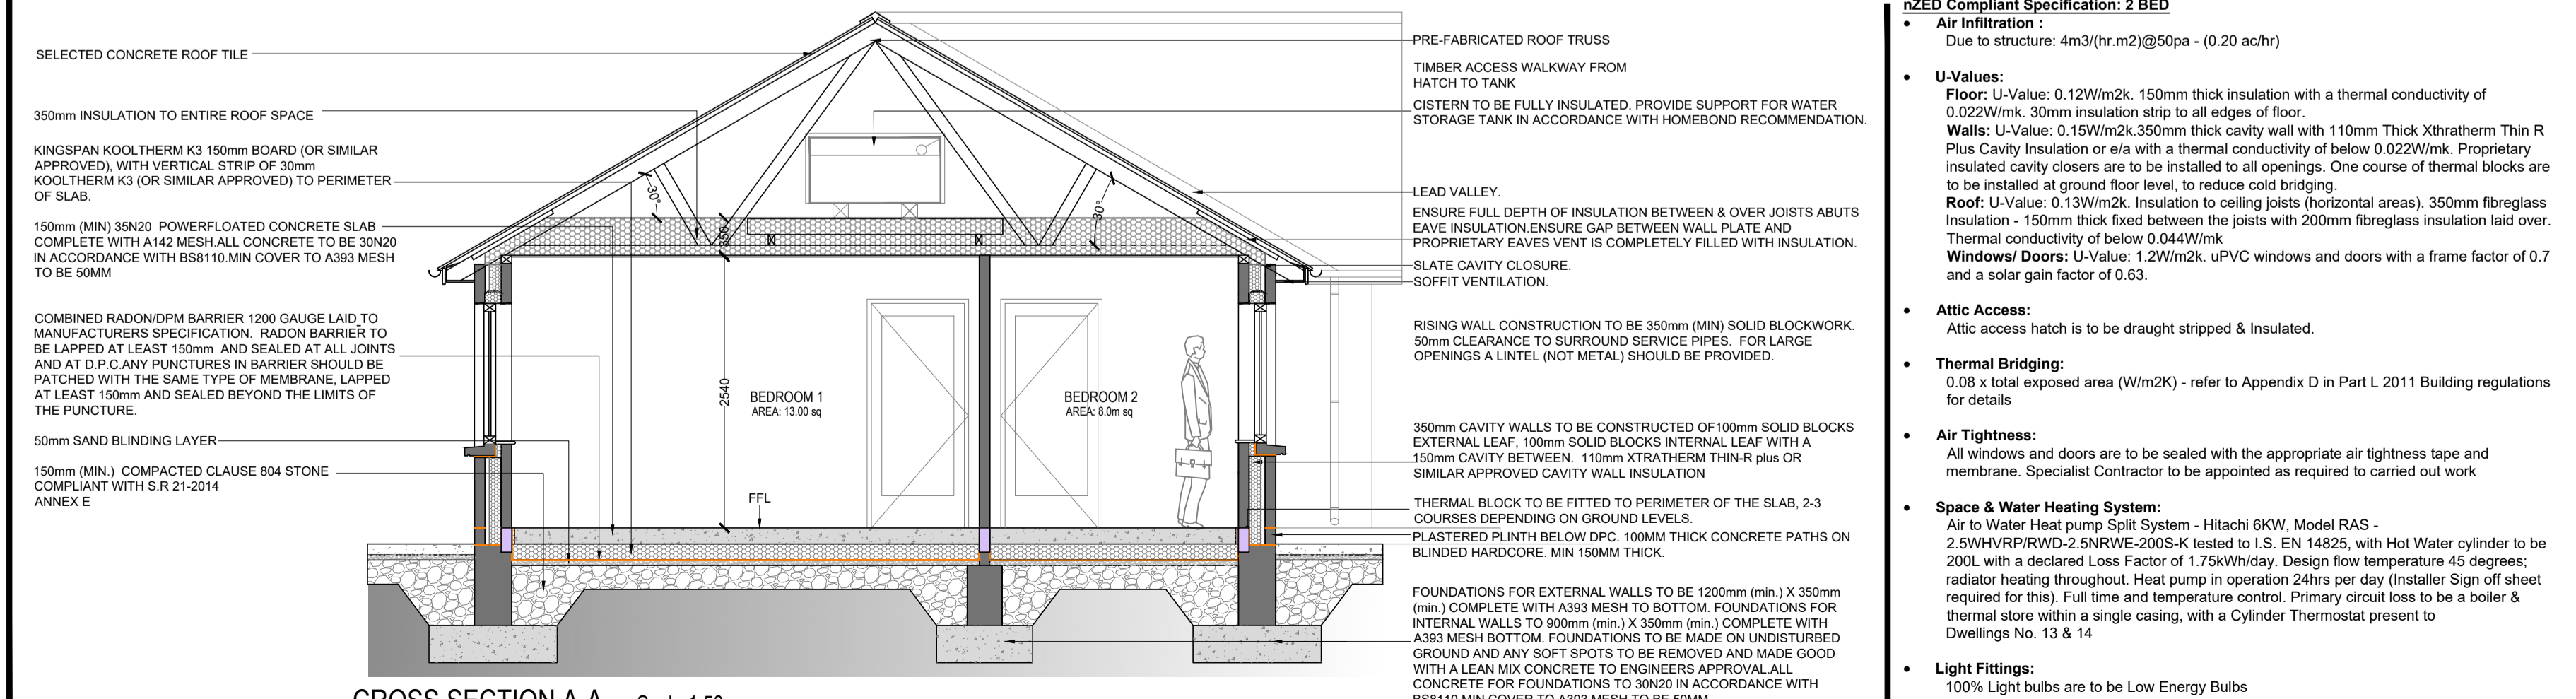 SELECTED CONCRETE ROOF TILE
350mm INSULATION TO ENTIRE ROOF SPACE
KINGSPAN KOOLTHERM K3 150mm BOARD (OR SIMILAR
APPROVED), WITH VERTICAL STRIP OF 30mm
KOOLTHERM K3 (OR SIMILAR APPROVED) TO PERIMETER
OF SLAB.
150mm (MIN) 35N20 POWERFLOATED CONCRETE SLAB
COMPLETE WITH A142 MESH.ALL CONCRETE TO BE 30N20
IN ACCORDANCE WITH BS8110.MIN COVER TO A393 MESH
TO BE 50MM
COMBINED RADON/DPM BARRIER 1200 GAUGE LAID TO
MANUFACTURERS SPECIFICATION. RADON BARRIER TO
BE LAPPED AT LEAST 150mm AND SEALED AT ALL JOINTS
AND AT D.P.C.ANY PUNCTURES IN BARRIER SHOULD BE
PATCHED WITH THE SAME TYPE OF MEMBRANE, LAPPED
AT LEAST 150mm AND SEALED BEYOND THE LIMITS OF
THE PUNCTURE.
50mm SAND BLINDING LAYER
150mm (MIN.) COMPACTED CLAUSE 804 STONE
COMPLIANT WITH S.R 21-2014
ANNEX E
30°
350
30°
2540
BEDROOM 1
AREA: 13.00 sq
BEDROOM 2
AREA: 8.0m sq
FFL
CROSS SECTION A-A Scale 1:50
PRE-FABRICATED ROOF TRUSS
TIMBER ACCESS WALKWAY FROM
HATCH TO TANK
CISTERN TO BE FULLY INSULATED. PROVIDE SUPPORT FOR WATER
STORAGE TANK IN ACCORDANCE WITH HOMEBOND RECOMMENDATION.
LEAD VALLEY.
ENSURE FULL DEPTH OF INSULATION BETWEEN & OVER JOISTS ABUTS
EAVE INSULATION.ENSURE GAP BETWEEN WALL PLATE AND
PROPRIETARY EAVES VENT IS COMPLETELY FILLED WITH INSULATION.
SLATE CAVITY CLOSURE.
SOFFIT VENTILATION.
RISING WALL CONSTRUCTION TO BE 350mm (MIN) SOLID BLOCKWORK.
50mm CLEARANCE TO SURROUND SERVICE PIPES. FOR LARGE
OPENINGS A LINTEL (NOT METAL) SHOULD BE PROVIDED.
350mm CAVITY WALLS TO BE CONSTRUCTED OF100mm SOLID BLOCKS
EXTERNAL LEAF, 100mm SOLID BLOCKS INTERNAL LEAF WITH A
150mm CAVITY BETWEEN. 110mm XTRATHERM THIN-R plus OR
SIMILAR APPROVED CAVITY WALL INSULATION
THERMAL BLOCK TO BE FITTED TO PERIMETER OF THE SLAB, 2-3
COURSES DEPENDING ON GROUND LEVELS.
PLASTERED PLINTH BELOW DPC. 100MM THICK CONCRETE PATHS ON
BLINDED HARDCORE. MIN 150MM THICK.
FOUNDATIONS FOR EXTERNAL WALLS TO BE 1200mm (min.) X 350mm
(min.) COMPLETE WITH A393 MESH TO BOTTOM. FOUNDATIONS FOR
INTERNAL WALLS TO 900mm (min.) X 350mm (min.) COMPLETE WITH
A393 MESH BOTTOM. FOUNDATIONS TO BE MADE ON UNDISTURBED
GROUND AND ANY SOFT SPOTS TO BE REMOVED AND MADE GOOD
WITH A LEAN MIX CONCRETE TO ENGINEERS APPROVAL.ALL
CONCRETE FOR FOUNDATIONS TO 30N20 IN ACCORDANCE WITH
BS8110.MIN COVER TO A393 MESH TO BE 50MM
nZED Compliant Specification: 2 BED
• Air Infiltration :
Due to structure: 4m3/(hr.m2)@50pa - (0.20 ac/hr)
• U-Values:
Floor: U-Value: 0.12W/m2k. 150mm thick insulation with a thermal conductivity of
0.022W/mk. 30mm insulation strip to all edges of floor.
Walls: U-Value: 0.15W/m2k.350mm thick cavity wall with 110mm Thick Xthratherm Thin R
Plus Cavity Insulation or e/a with a thermal conductivity of below 0.022W/mk. Proprietary
insulated cavity closers are to be installed to all openings. One course of thermal blocks are
to be installed at ground floor level, to reduce cold bridging.
Roof: U-Value: 0.13W/m2k. Insulation to ceiling joists (horizontal areas). 350mm fibreglass
Insulation - 150mm thick fixed between the joists with 200mm fibreglass insulation laid over.
Thermal conductivity of below 0.044W/mk
Windows/ Doors: U-Value: 1.2W/m2k. uPVC windows and doors with a frame factor of 0.7
and a solar gain factor of 0.63.
• Attic Access:
Attic access hatch is to be draught stripped & Insulated.
• Thermal Bridging:
0.08 x total exposed area (W/m2K) - refer to Appendix D in Part L 2011 Building regulations
for details
• Air Tightness:
All windows and doors are to be sealed with the appropriate air tightness tape and
membrane. Specialist Contractor to be appointed as required to carried out work
• Space & Water Heating System:
Air to Water Heat pump Split System - Hitachi 6KW, Model RAS -
2.5WHVRP/RWD-2.5NRWE-200S-K tested to I.S. EN 14825, with Hot Water cylinder to be
200L with a declared Loss Factor of 1.75kWh/day. Design flow temperature 45 degrees;
radiator heating throughout. Heat pump in operation 24hrs per day (Installer Sign off sheet
required for this). Full time and temperature control. Primary circuit loss to be a boiler &
thermal store within a single casing, with a Cylinder Thermostat present to
Dwellings No. 13 & 14
• Light Fittings:
100% Light bulbs are to be Low Energy Bulbs